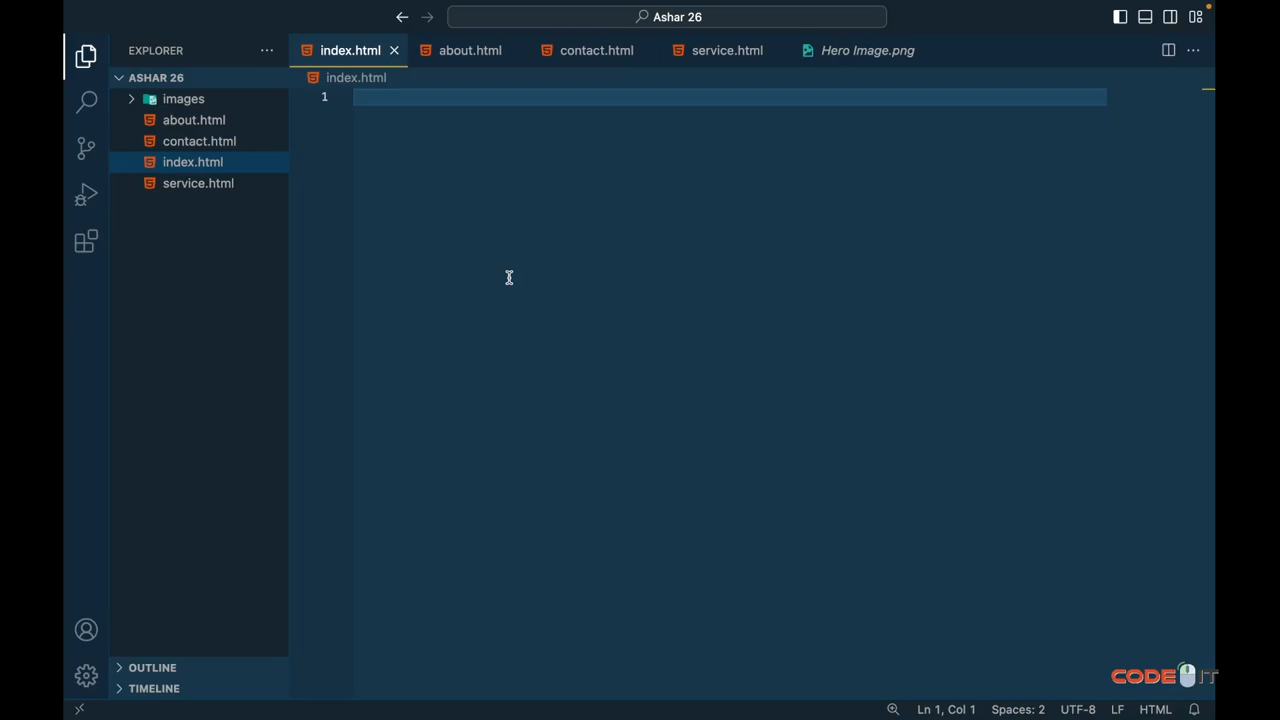 Ashar 26
EXPLORER
index.html
about.html
contact.html
service.html
Hero Image.png
ASHAR 26
index.html
images
1
about.html
contact.html
index.html
service.html
OUTLINE
TIMELINE
CODE IT
Ln 1, Col 1
Spaces: 2
UTF-8
LF
HTML